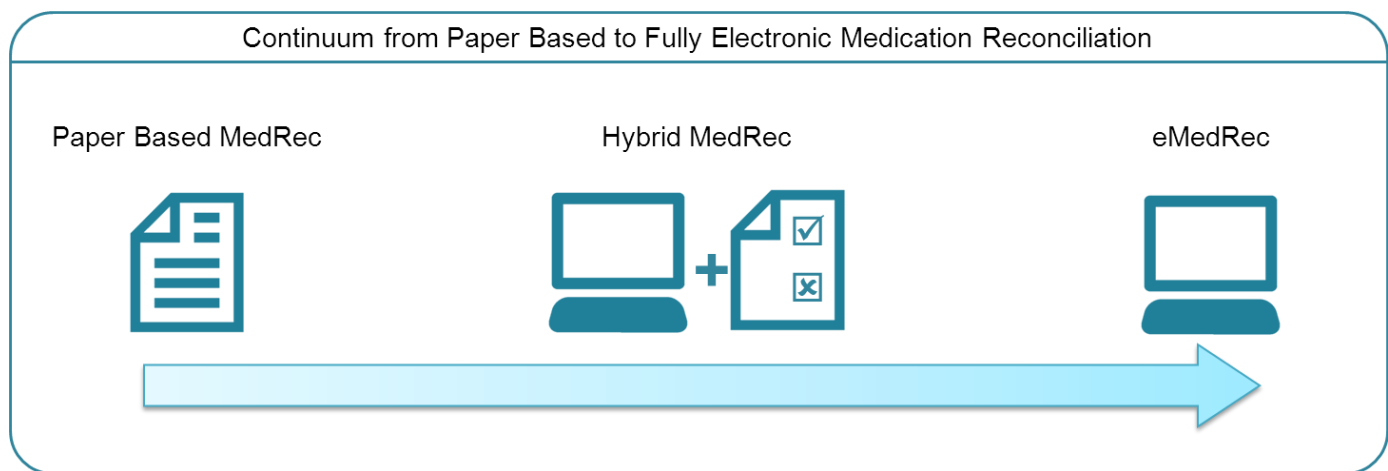 Continuum from Paper Based to Fully Electronic Medication Reconciliation
Paper Based MedRec
Hybrid MedRec
eMedRec